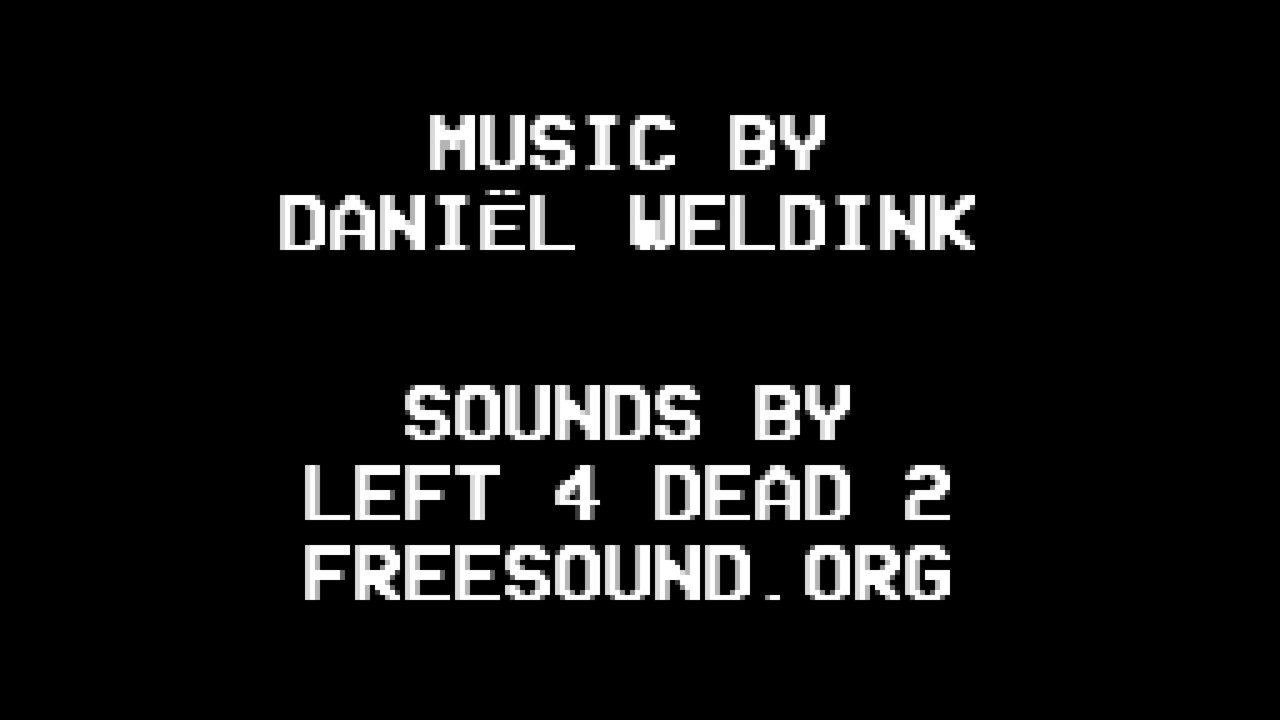 MUSIC BY
DANIËL WELDINK
SOUNDS BY
LEFT 4 DEAD 2
FREESOUND.ORG